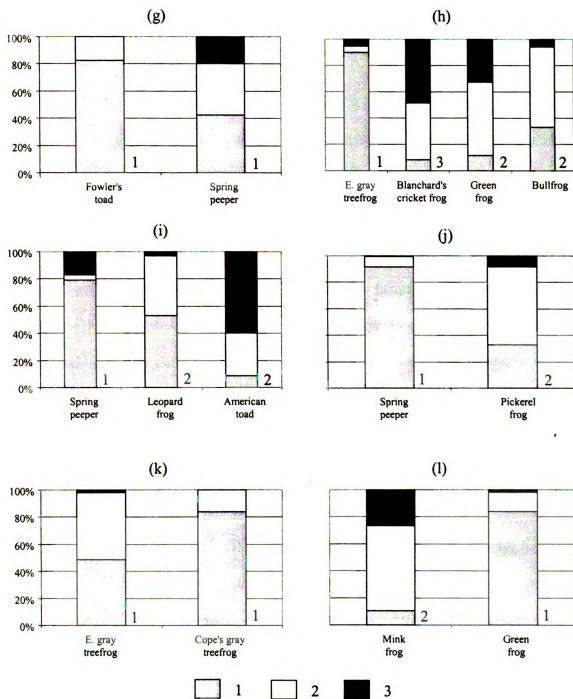 (g)
100%
80%
60%
40%
20%
0%
1
1
Fowler's toad
Spring peeper
(h)
1
3
2
2
E. gray treefrog
Blanchard's cricket frog
Green frog
Bullfrog
(i)
100%
80%
60%
40%
20%
0%
1
2
2
Spring peeper
Leopard frog
American toad
(j)
1
2
Spring peeper
Pickerel frog
(k)
100%
80%
60%
40%
20%
0%
1
1
E. gray treefrog
Cope's gray treefrog
(l)
2
1
Mink frog
Green frog
1 2 3